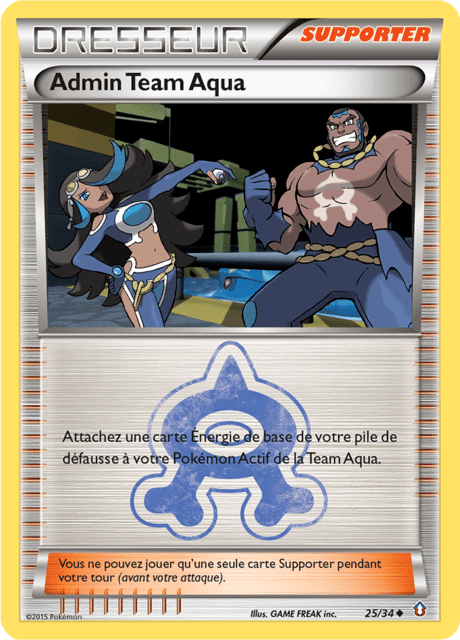 DRESSEUR
SUPPORTER
Admin Team Aqua
Attachez une carte Énergie de base de votre pile de
défausse à votre Pokémon Actif de la Team Aqua.
Vous ne pouvez jouer qu'une seule carte Supporter pendant
votre tour (avant votre attaque).
©2015 Pokémon
Illus. GAME FREAK inc.
25/34